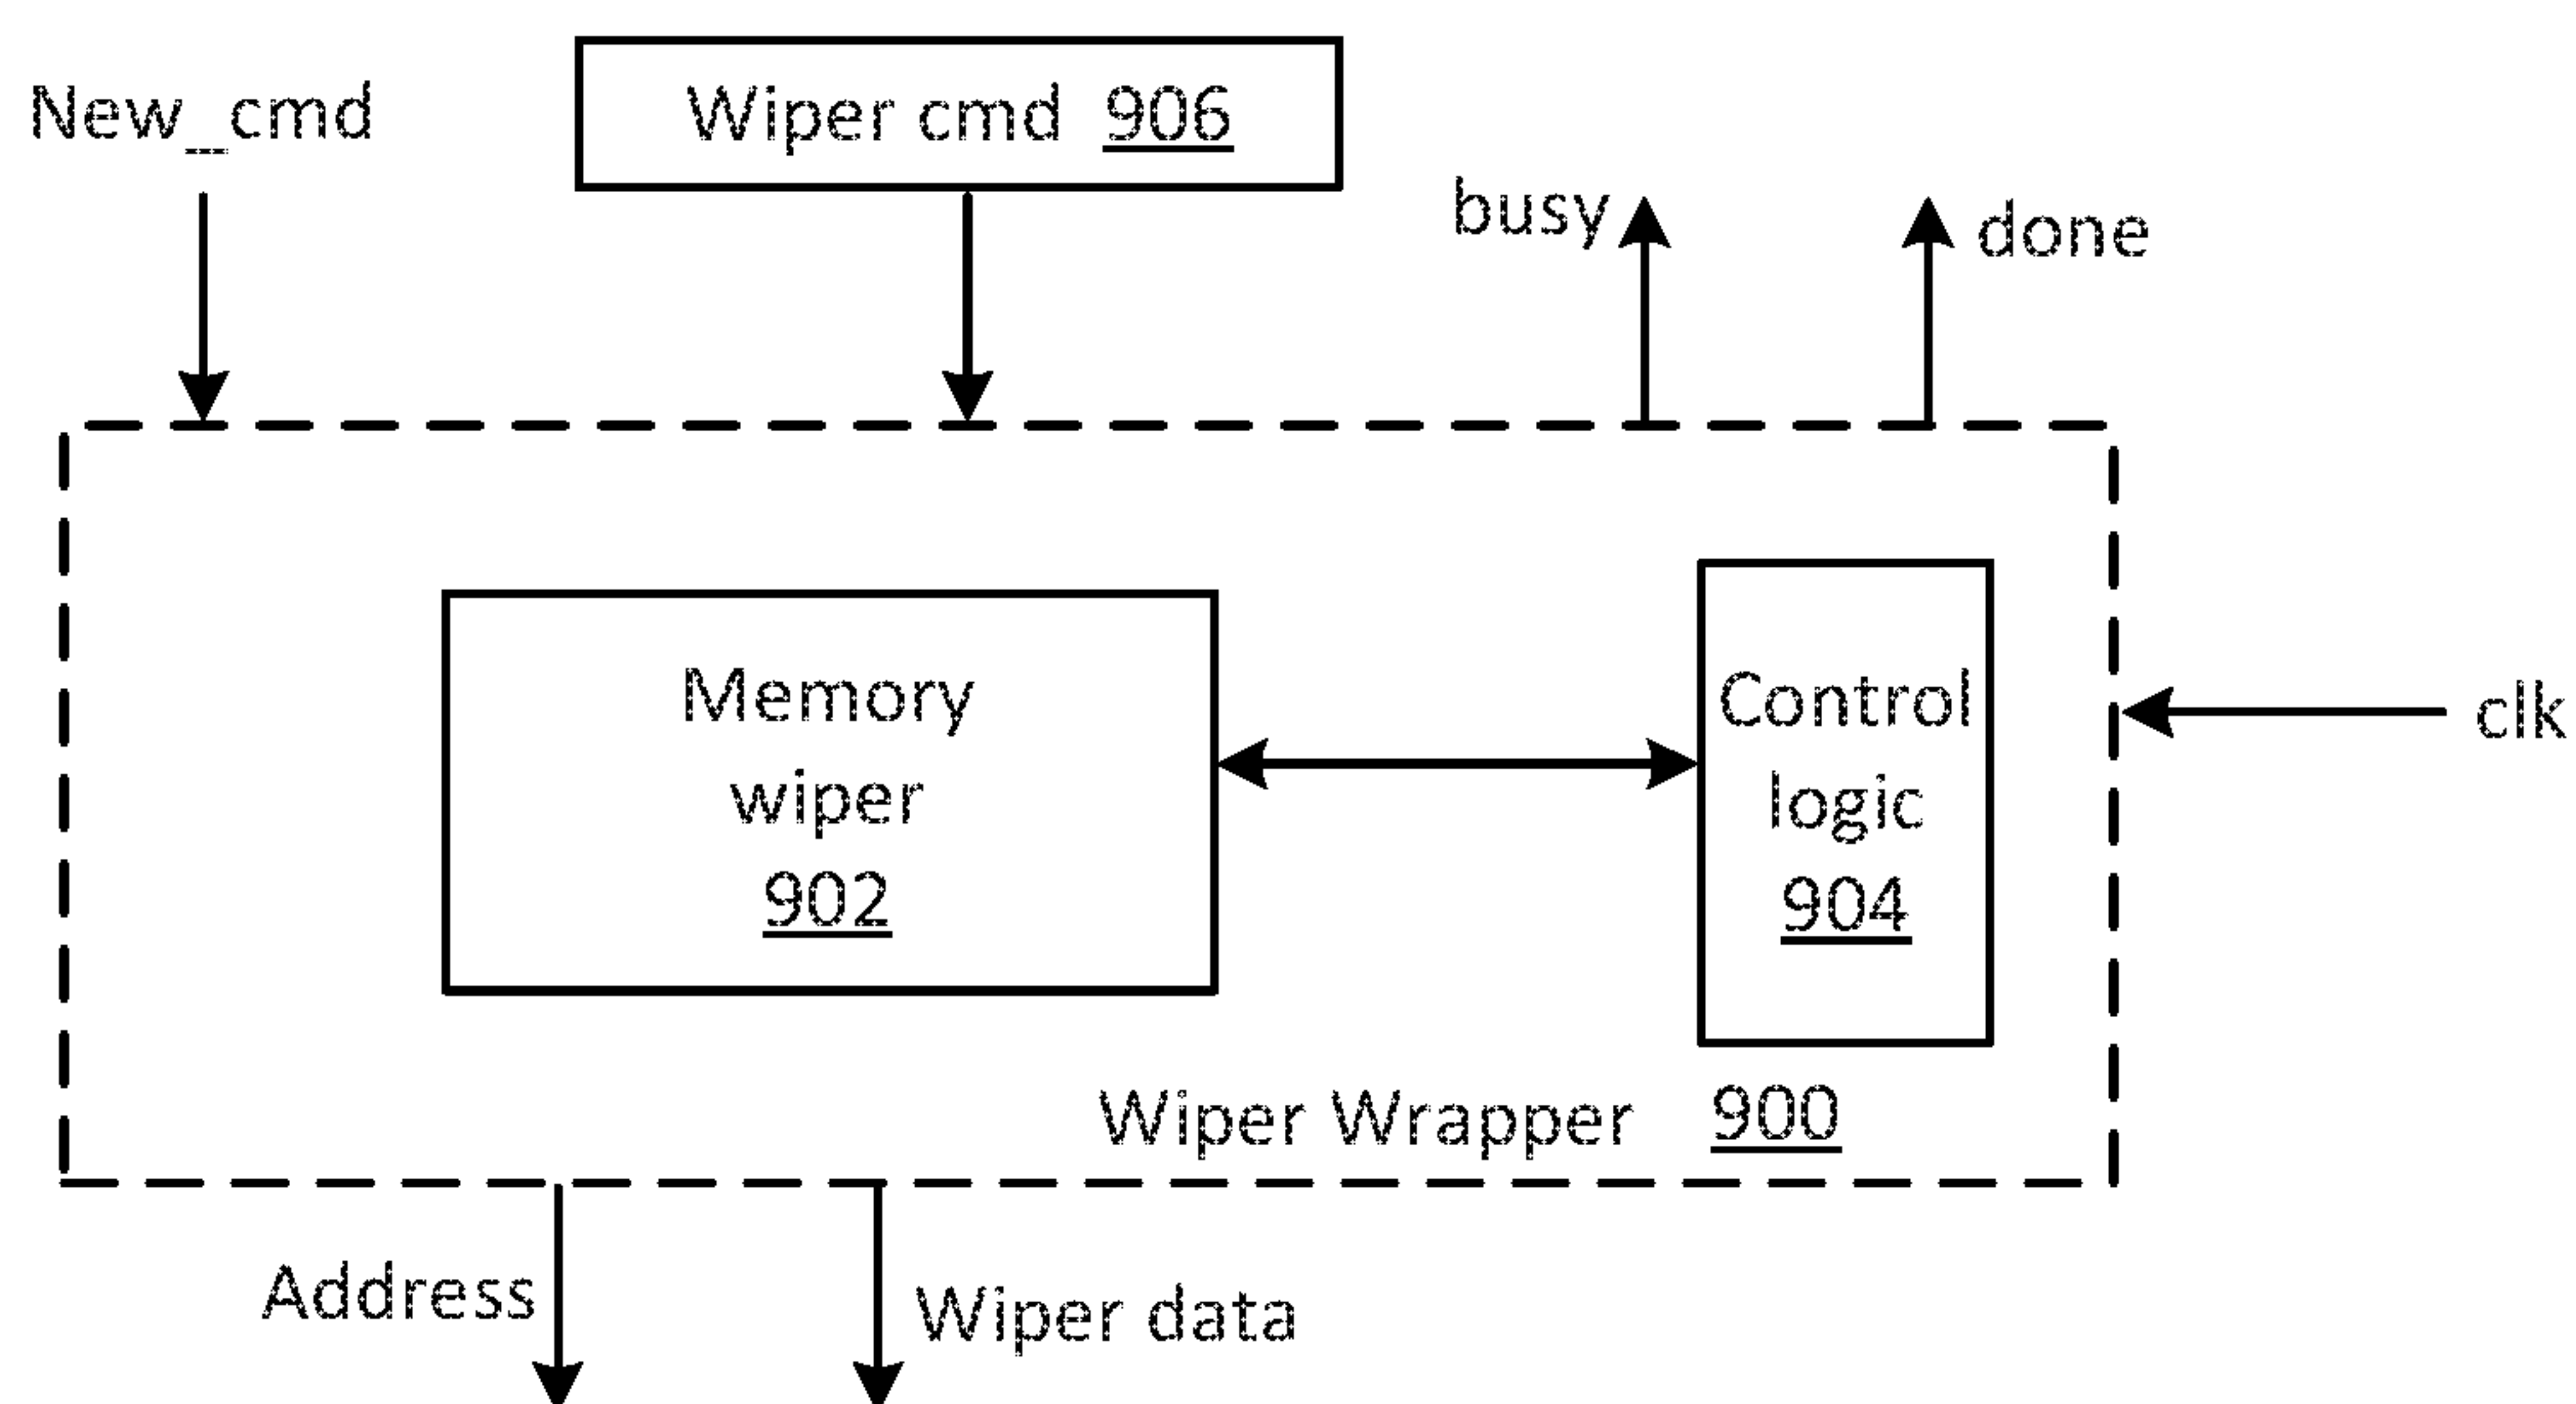 New_cmd
Wiper cmd 906
busy
done
Memory
wiper
902
Control
logic
904
clk
Wiper Wrapper 900
Address
Wiper data